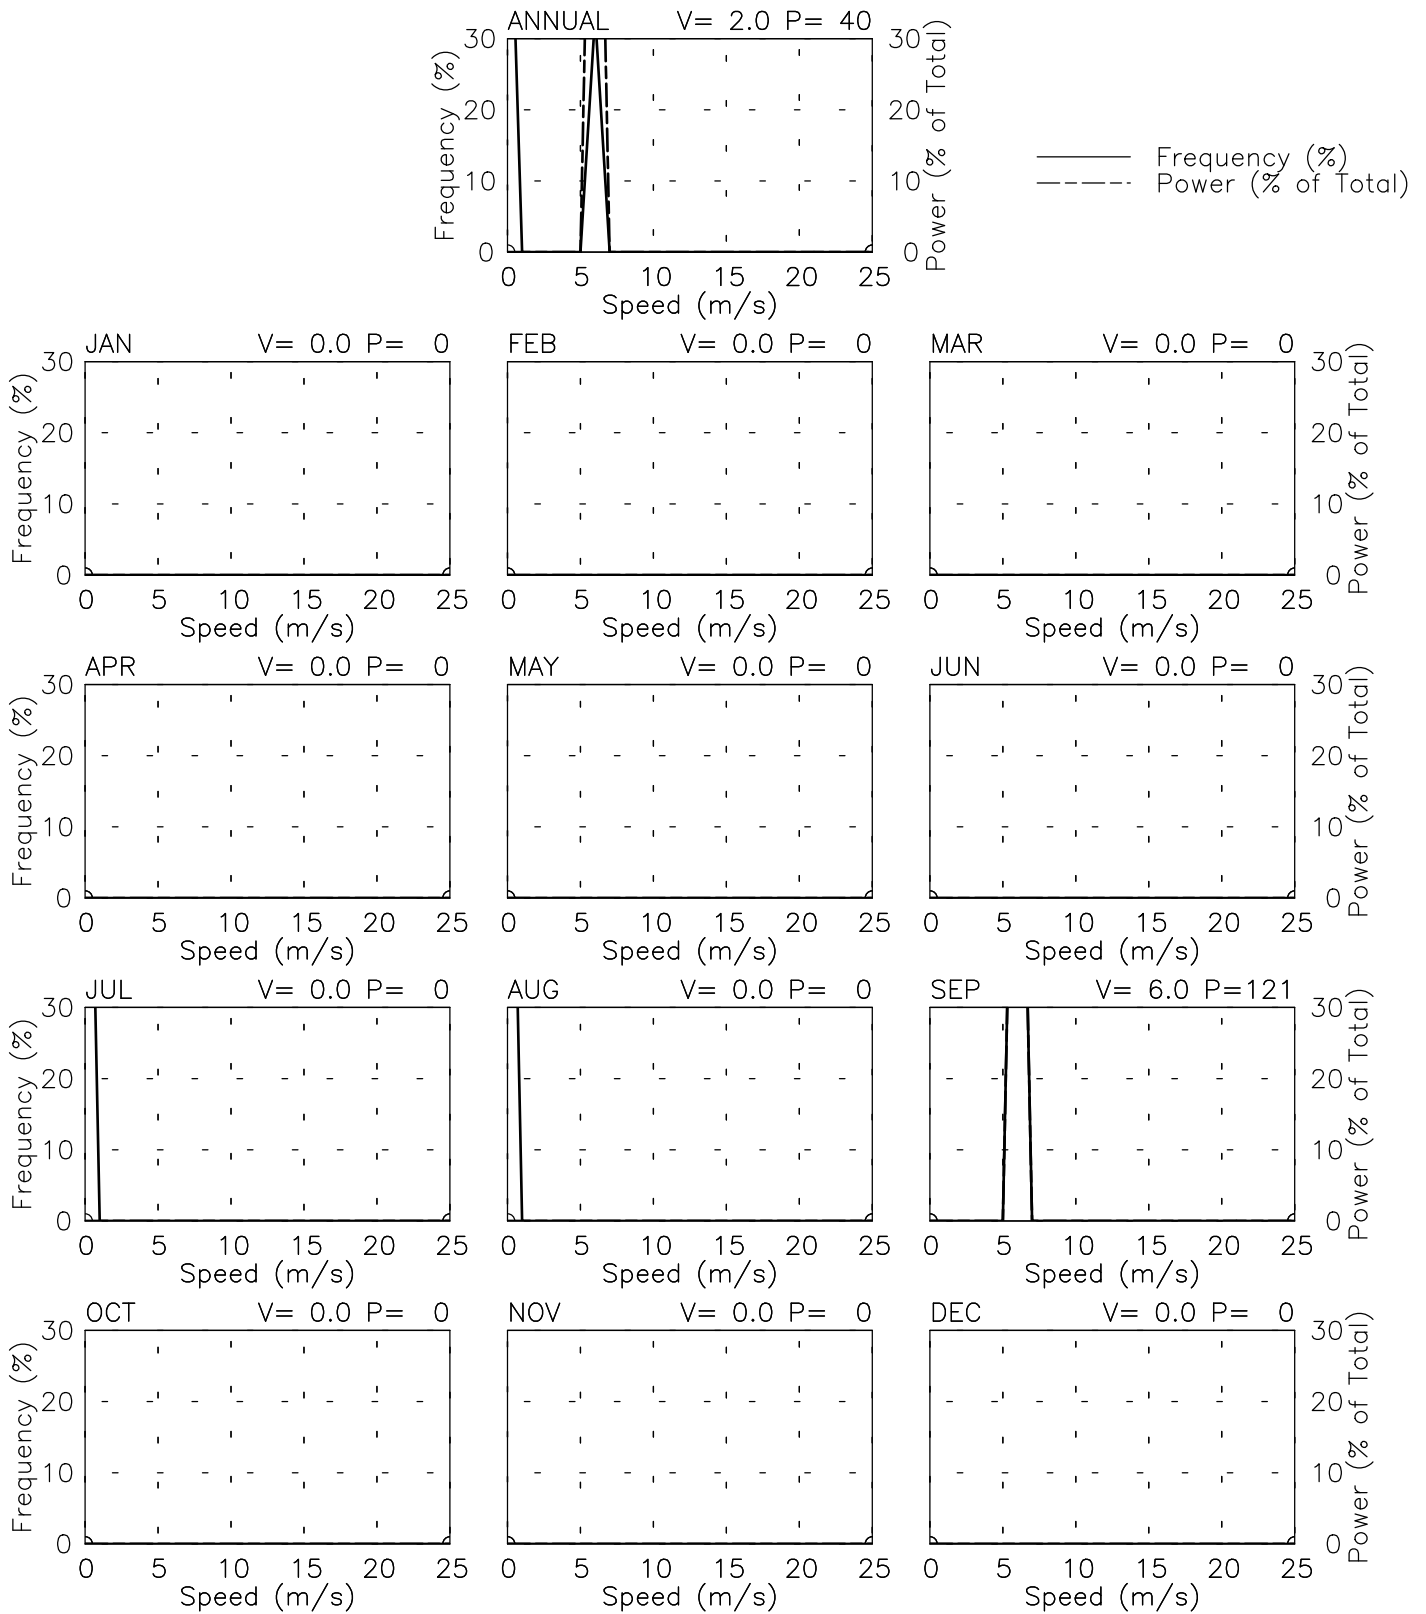 ANNUAL V= 2.0 P= 40
Frequency (%)
30
20
10
0
30
20
10
0
Power (% of Total)
0 5 10 15 20 25
Speed (m/s)
Frequency (%)
Power (% of Total)
JAN V= 0.0 P= 0
Frequency (%)
30
20
10
0
0 5 10 15 20 25
Speed (m/s)
FEB V= 0.0 P= 0
0 5 10 15 20 25
Speed (m/s)
MAR V= 0.0 P= 0
30
20
10
0
Power (% of Total)
0 5 10 15 20 25
Speed (m/s)
APR V= 0.0 P= 0
Frequency (%)
30
20
10
0
0 5 10 15 20 25
Speed (m/s)
MAY V= 0.0 P= 0
0 5 10 15 20 25
Speed (m/s)
JUN V= 0.0 P= 0
30
20
10
0
Power (% of Total)
0 5 10 15 20 25
Speed (m/s)
JUL V= 0.0 P= 0
Frequency (%)
30
20
10
0
0 5 10 15 20 25
Speed (m/s)
AUG V= 0.0 P= 0
0 5 10 15 20 25
Speed (m/s)
SEP V= 6.0 P=121
30
20
10
0
Power (% of Total)
0 5 10 15 20 25
Speed (m/s)
OCT V= 0.0 P= 0
Frequency (%)
30
20
10
0
0 5 10 15 20 25
Speed (m/s)
NOV V= 0.0 P= 0
0 5 10 15 20 25
Speed (m/s)
DEC V= 0.0 P= 0
30
20
10
0
Power (% of Total)
0 5 10 15 20 25
Speed (m/s)